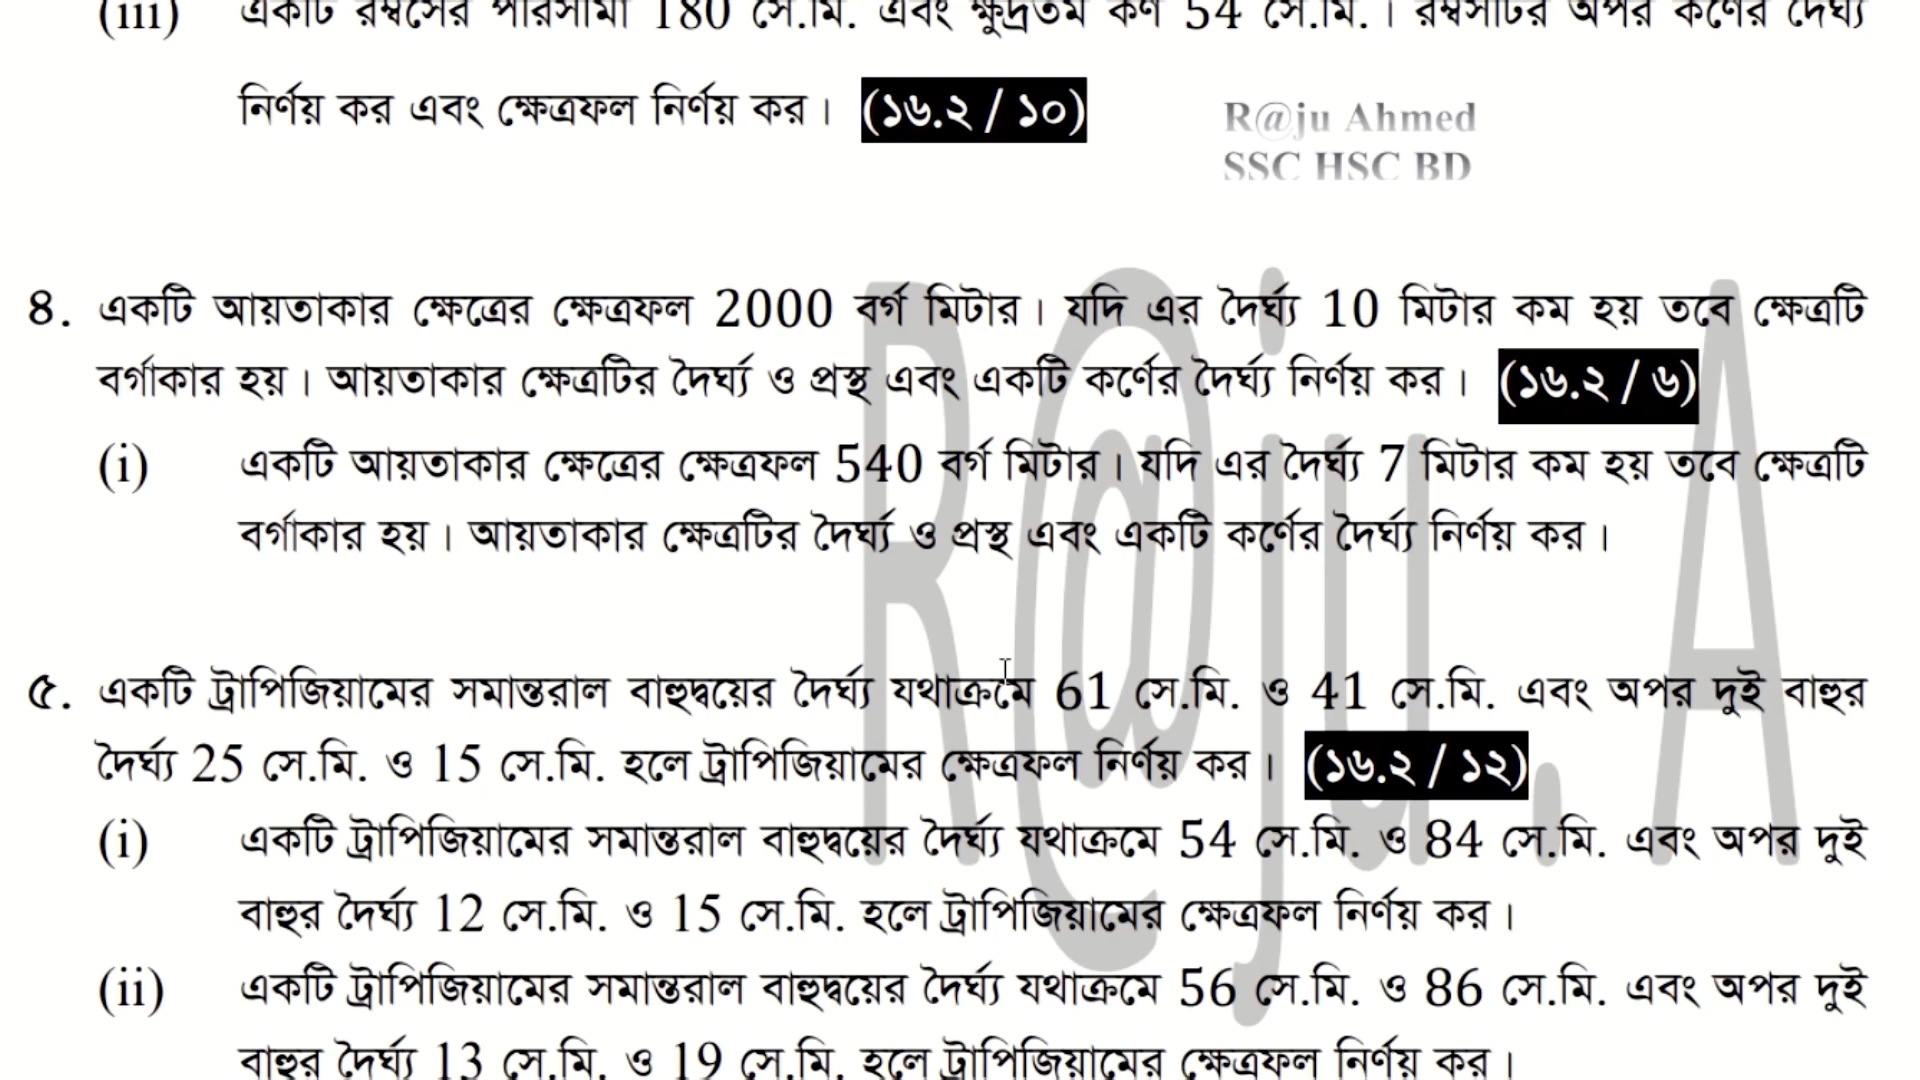 (iii) একটি রম্বসের পরিসীমা 180 সে.মি. এবং ক্ষুদ্রতম কর্ণ 54 সে.মি.। রম্বসটির অপর কর্ণের দৈর্ঘ্য
নির্ণয় কর এবং ক্ষেত্রফল নির্ণয় কর। (১৬.২ / ১০)
R@ju Ahmed
SSC HSC BD
৪. একটি আয়তাকার ক্ষেত্রের ক্ষেত্রফল 2000 বর্গ মিটার। যদি এর দৈর্ঘ্য 10 মিটার কম হয় তবে ক্ষেত্রটি
বর্গাকার হয়। আয়তাকার ক্ষেত্রটির দৈর্ঘ্য ও প্রস্থ এবং একটি কর্ণের দৈর্ঘ্য নির্ণয় কর। (১৬.২ / ৬)
(i) একটি আয়তাকার ক্ষেত্রের ক্ষেত্রফল 540 বর্গ মিটার। যদি এর দৈর্ঘ্য 7 মিটার কম হয় তবে ক্ষেত্রটি
বর্গাকার হয়। আয়তাকার ক্ষেত্রটির দৈর্ঘ্য ও প্রস্থ এবং একটি কর্ণের দৈর্ঘ্য নির্ণয় কর।
৫. একটি ট্রাপিজিয়ামের সমান্তরাল বাহুদ্বয়ের দৈর্ঘ্য যথাক্রমে 61 সে.মি. ও 41 সে.মি. এবং অপর দুই বাহুর
দৈর্ঘ্য 25 সে.মি. ও 15 সে.মি. হলে ট্রাপিজিয়ামের ক্ষেত্রফল নির্ণয় কর। (১৬.২ / ১২)
(i) একটি ট্রাপিজিয়ামের সমান্তরাল বাহুদ্বয়ের দৈর্ঘ্য যথাক্রমে 54 সে.মি. ও 84 সে.মি. এবং অপর দুই
বাহুর দৈর্ঘ্য 12 সে.মি. ও 15 সে.মি. হলে ট্রাপিজিয়ামের ক্ষেত্রফল নির্ণয় কর।
(ii) একটি ট্রাপিজিয়ামের সমান্তরাল বাহুদ্বয়ের দৈর্ঘ্য যথাক্রমে 56 সে.মি. ও 86 সে.মি. এবং অপর দুই
বাহুর দৈর্ঘ্য 13 সে.মি. ও 19 সে.মি. হলে ট্রাপিজিয়ামের ক্ষেত্রফল নির্ণয় কর।
R@ju. A